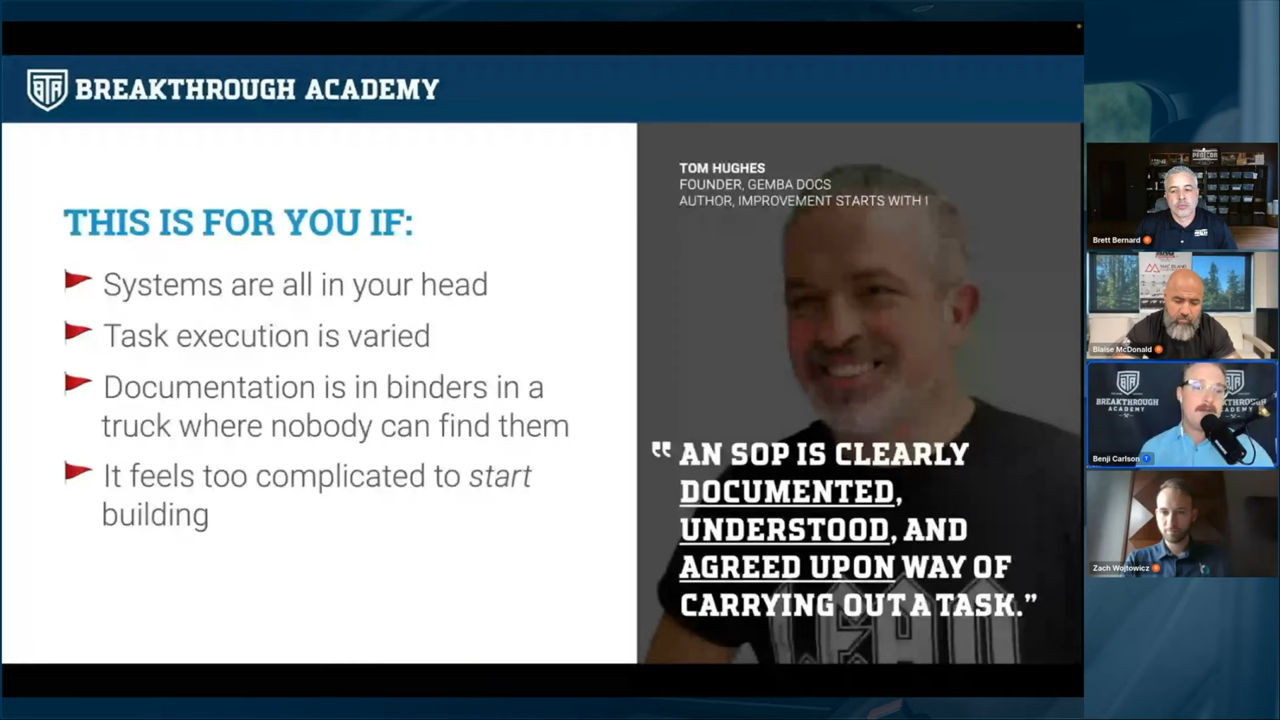 BREAKTHROUGH ACADEMY
THIS IS FOR YOU IF:
Systems are all in your head
Task execution is varied
Documentation is in binders in a
truck where nobody can find them
It feels too complicated to start
building
TOM HUGHES
FOUNDER, GEMBA DOCS
AUTHOR, IMPROVEMENT STARTS WITH I
“AN SOP IS CLEARLY
DOCUMENTED,
UNDERSTOOD, AND
AGREED UPON WAY OF
CARRYING OUT A TASK.”
Brett Bernard
Blaise McDonald
BREAKTHROUGH
ACADEMY
Benji Carlson
Zach Wojtowicz